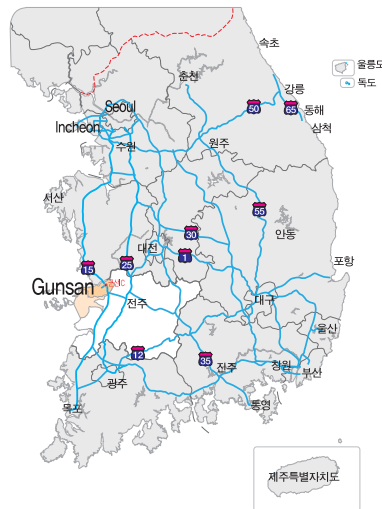 속초
울릉도
춘천
강릉
독도
Seoul
50
65
동해
Incheon
삼척
수원
원주
서산
55
30
안동
대전
1
25
15
포항
Gunsan
전주
대구
울산
12
35
전주
창원
부산
광주
목포
통영
제주특별자치도